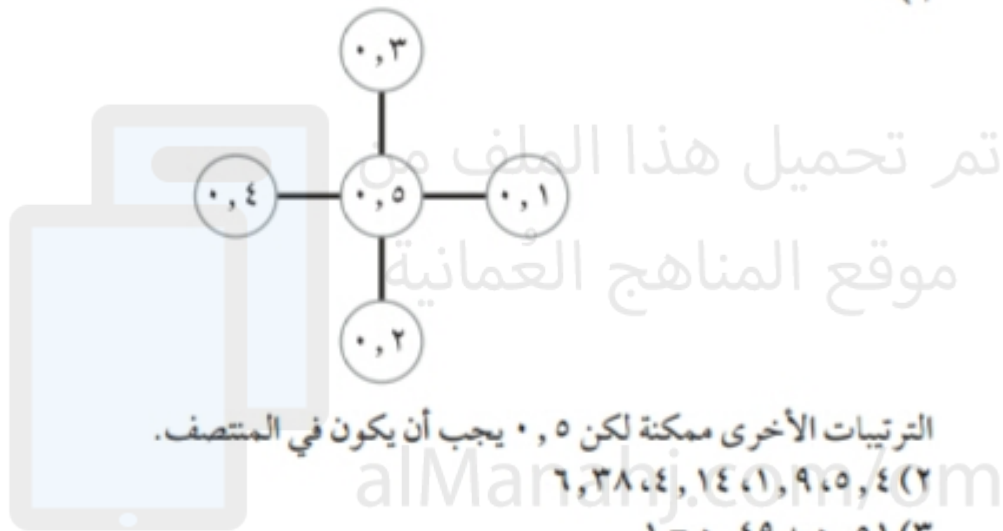 ٠,٣
٠,٤ ٠,٥ ٠,١
٠,٢
تم تحميل هذا الملف من
موقع المناهج العُمانية
alManahj.com/om
الترتيبات الأخرى ممكنة لكن ٠,٥ يجب أن يكون في المنتصف.
٢) ٥,٤، ١,٩، ٤,١٤، ٦,٣٨